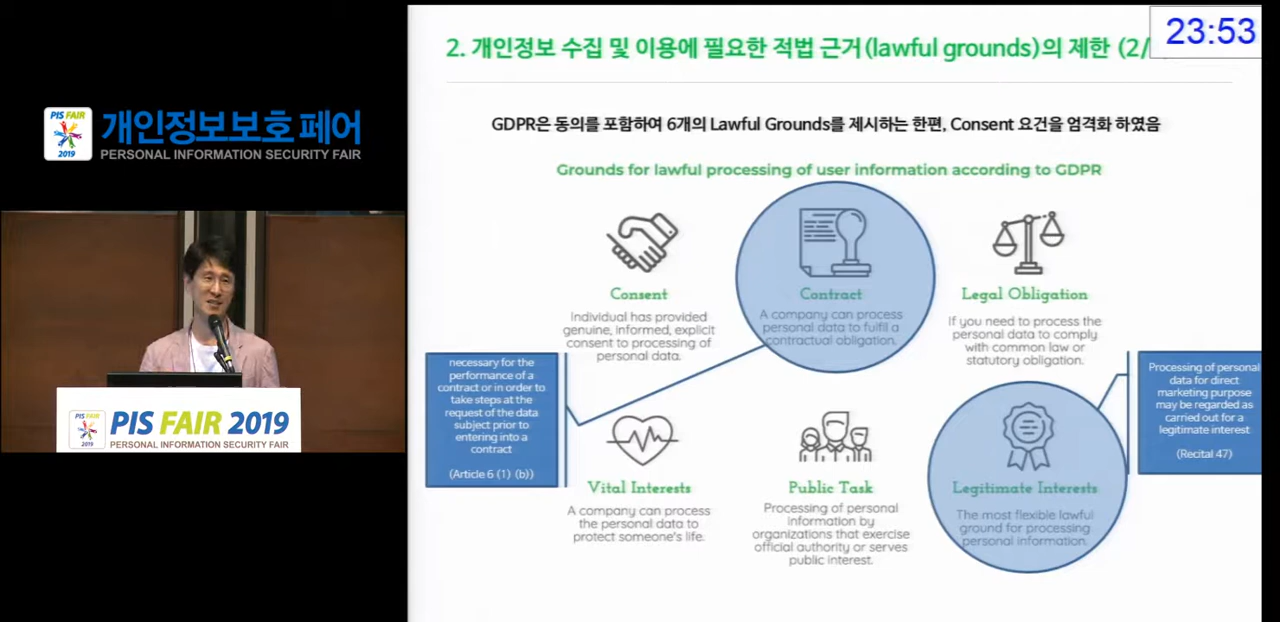 PIS FAIR
2019
개인정보보호 페어
PERSONAL INFORMATION SECURITY FAIR
PIS FAIR
2019
PIS FAIR 2019
PERSONAL INFORMATION SECURITY FAIR
23:53
2. 개인정보 수집 및 이용에 필요한 적법 근거(lawful grounds)의 제한 (2/
GDPR은 동의를 포함하여 6개의 Lawful Grounds를 제시하는 한편, Consent 요건을 엄격화 하였음
Grounds for lawful processing of user information according to GDPR
Consent
Individual has provided
genuine, informed, explicit
consent to processing of
personal data.
Contract
A company can process
personal data to fulfil a
contractual obligation.
Legal Obligation
If you need to process the
personal data to comply
with common law or
statutory obligation.
necessary for the
performance of a
contract or in order to
take steps at the
request of the data
subject prior to
entering into a
contract
(Article 6 (1) (b))
Processing of personal
data for direct
marketing purpose
may be regarded as
carried out for a
legitimate interest
(Recital 47)
Vital Interests
A company can process
the personal data to
protect someone's life.
Public Task
Processing of personal
information by
organizations that exercise
official authority or serves
public interest.
Legitimate Interests
The most flexible lawful
ground for processing
personal information.